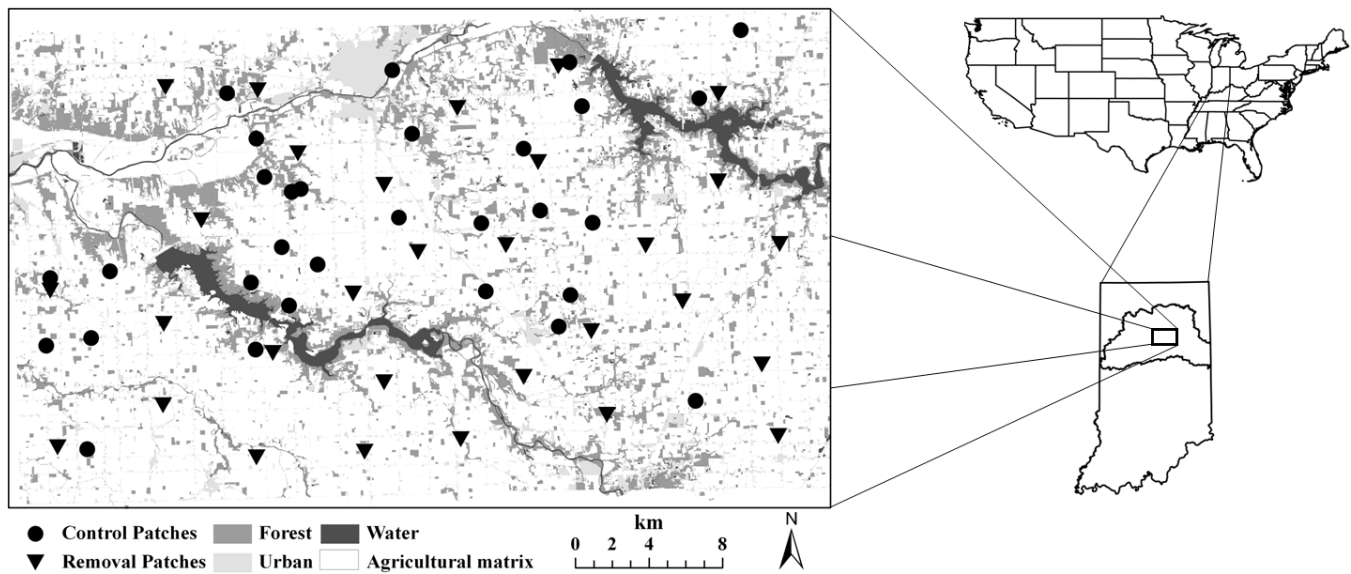 Control Patches Forest Water
Removal Patches Urban Agricultural matrix
km
0 2 4 8
N